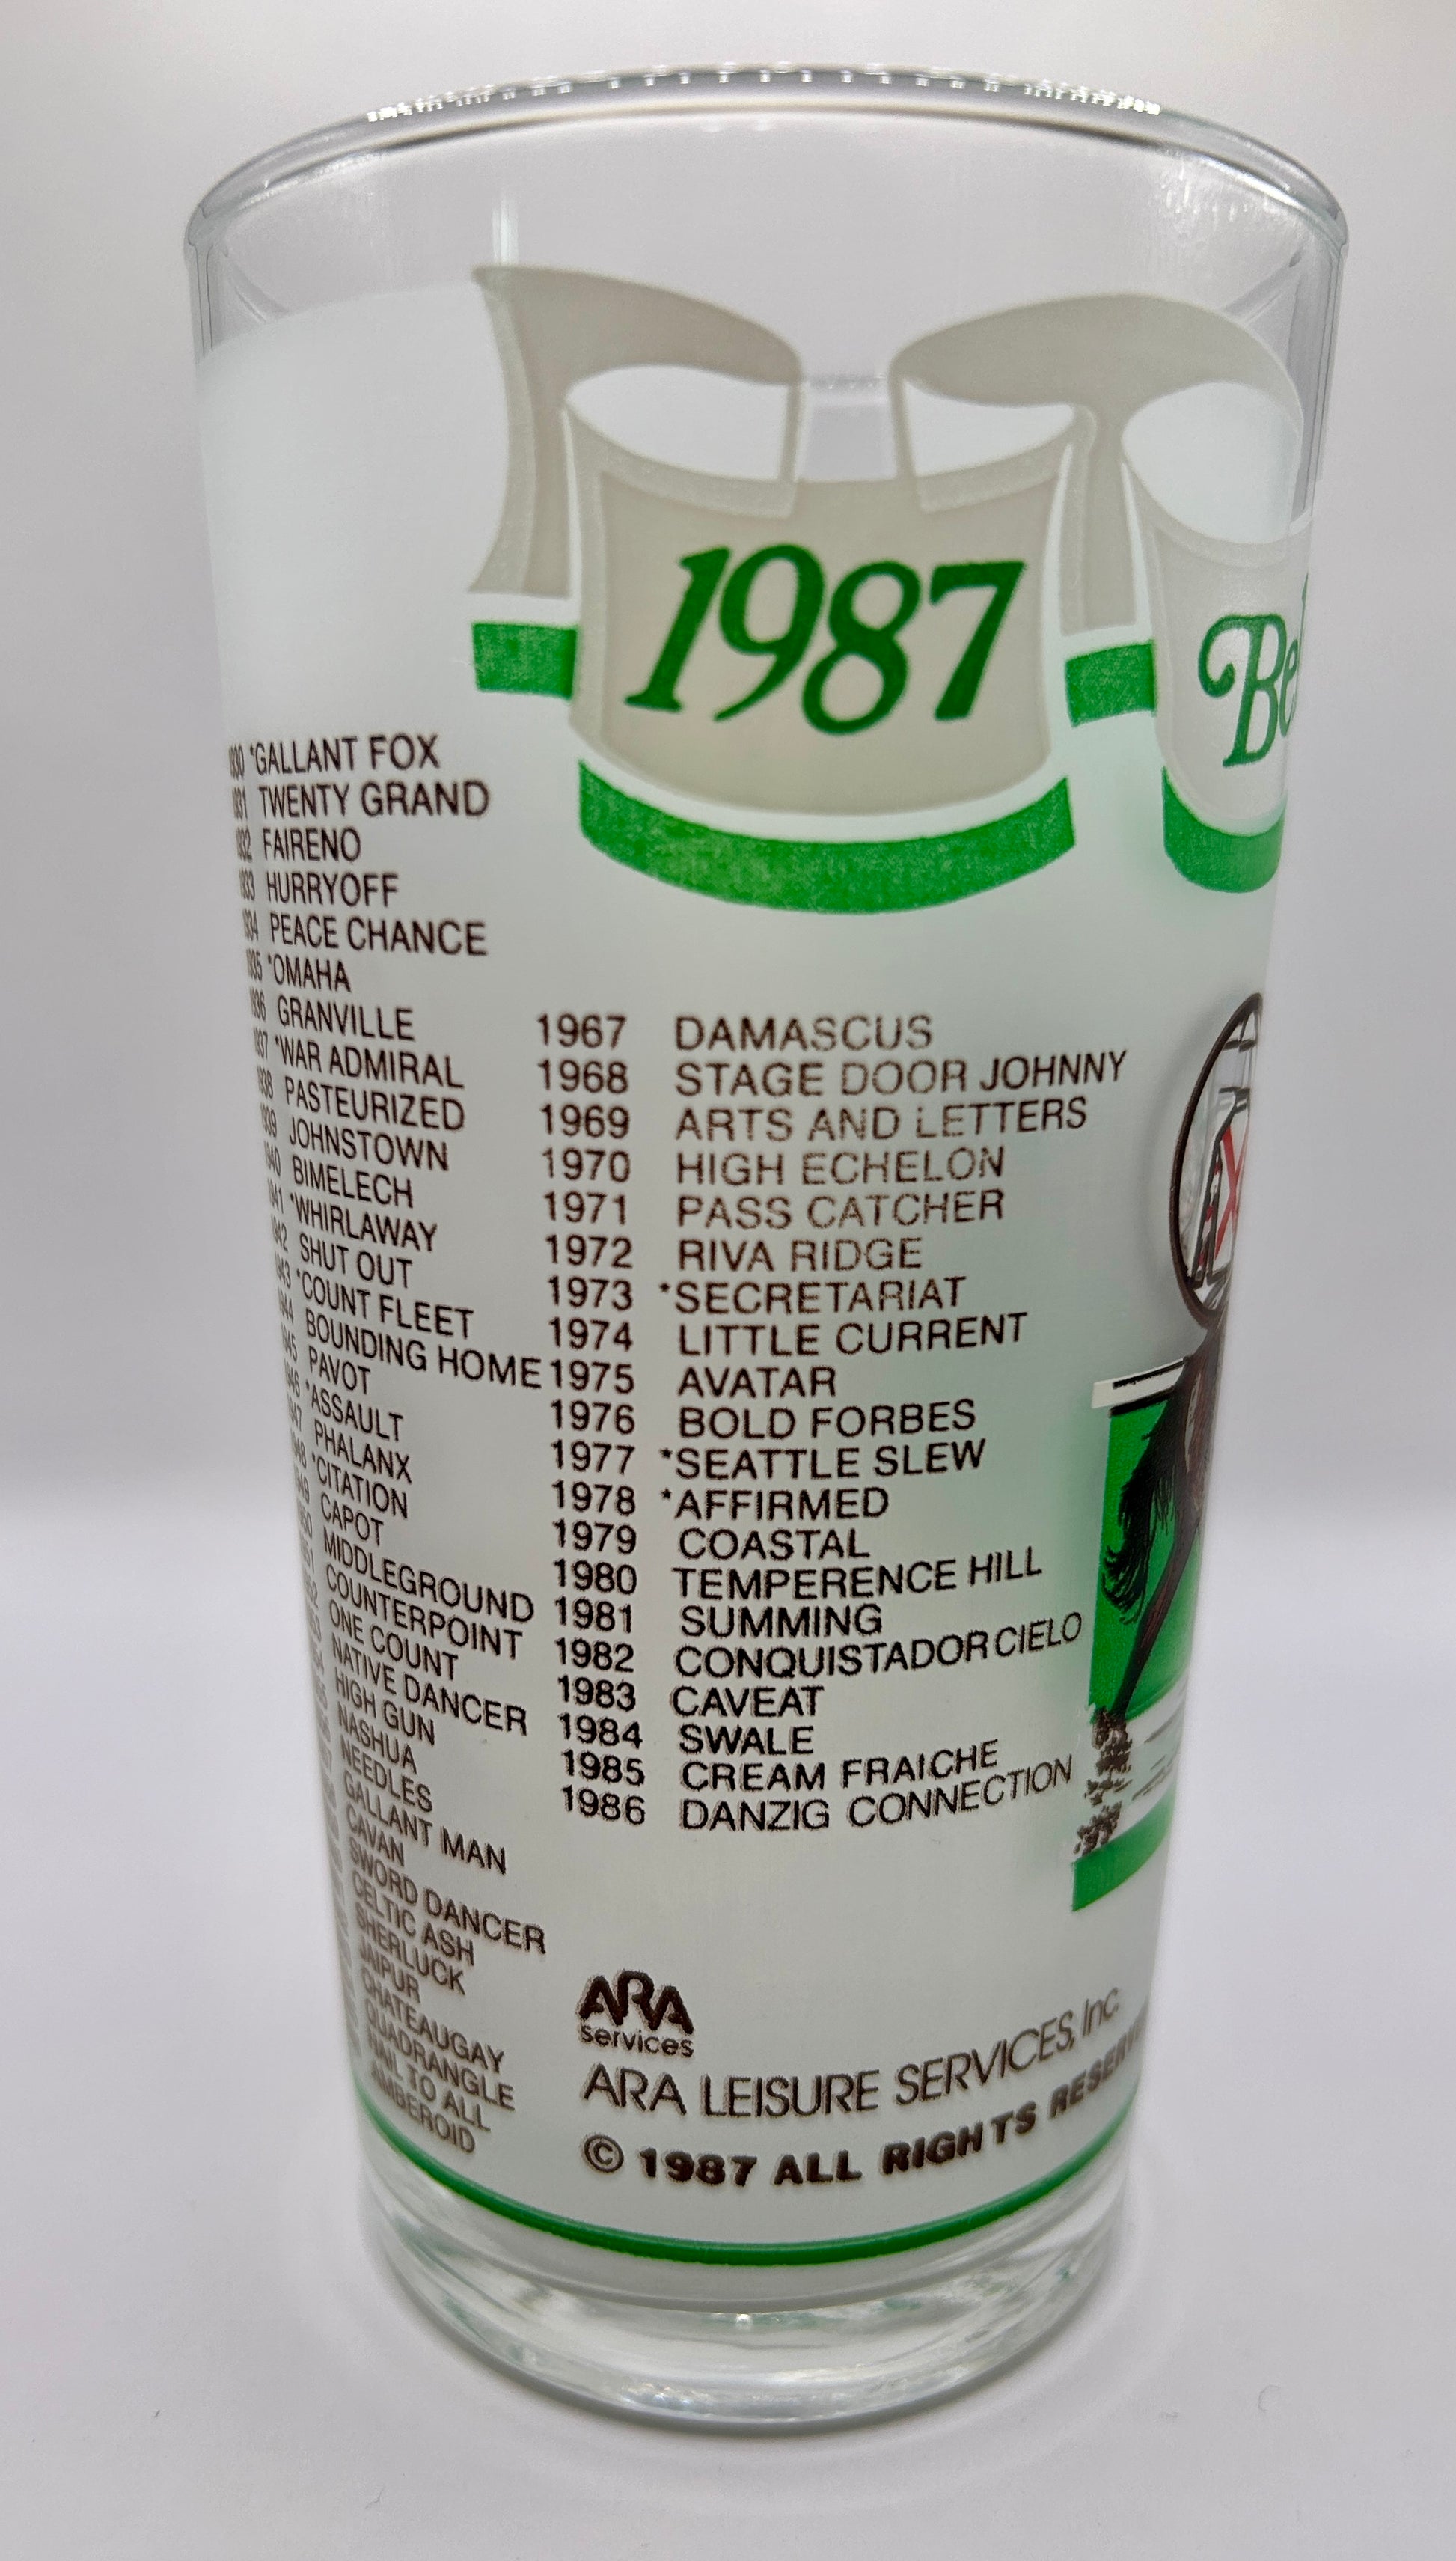 1987
Bel
1930 *GALLANT FOX
1931 TWENTY GRAND
1932 FAIRENO
1933 HURRYOFF
1934 PEACE CHANCE
1935 *OMAHA
1936 GRANVILLE
1937 *WAR ADMIRAL
1938 PASTEURIZED
1939 JOHNSTOWN
1940 BIMELECH
1941 *WHIRLAWAY
1942 SHUT OUT
1943 *COUNT FLEET
1944 BOUNDING HOME
1945 PAVOT
1946 *ASSAULT
1947 PHALANX
1948 *CITATION
1949 CAPOT
MIDDLEGROUND
COUNTERPOINT
ONE COUNT
NATIVE DANCER
HIGH GUN
NASHUA
NEEDLES
GALLANT MAN
CAVAN
SWORD DANCER
CELTIC ASH
SHERLUCK
JAIPUR
CHATEAUGAY
QUADRANGLE
HAIL TO ALL
AMBEROID
1967 DAMASCUS
1968 STAGE DOOR JOHNNY
1969 ARTS AND LETTERS
1970 HIGH ECHELON
1971 PASS CATCHER
1972 RIVA RIDGE
1973 *SECRETARIAT
1974 LITTLE CURRENT
1975 AVATAR
1976 BOLD FORBES
1977 *SEATTLE SLEW
1978 *AFFIRMED
1979 COASTAL
1980 TEMPERENCE HILL
1981 SUMMING
1982 CONQUISTADOR CIELO
1983 CAVEAT
1984 SWALE
1985 CREAM FRAICHE
1986 DANZIG CONNECTION
ARA
services
ARA LEISURE SERVICES, Inc.
© 1987 ALL RIGHTS RESERV